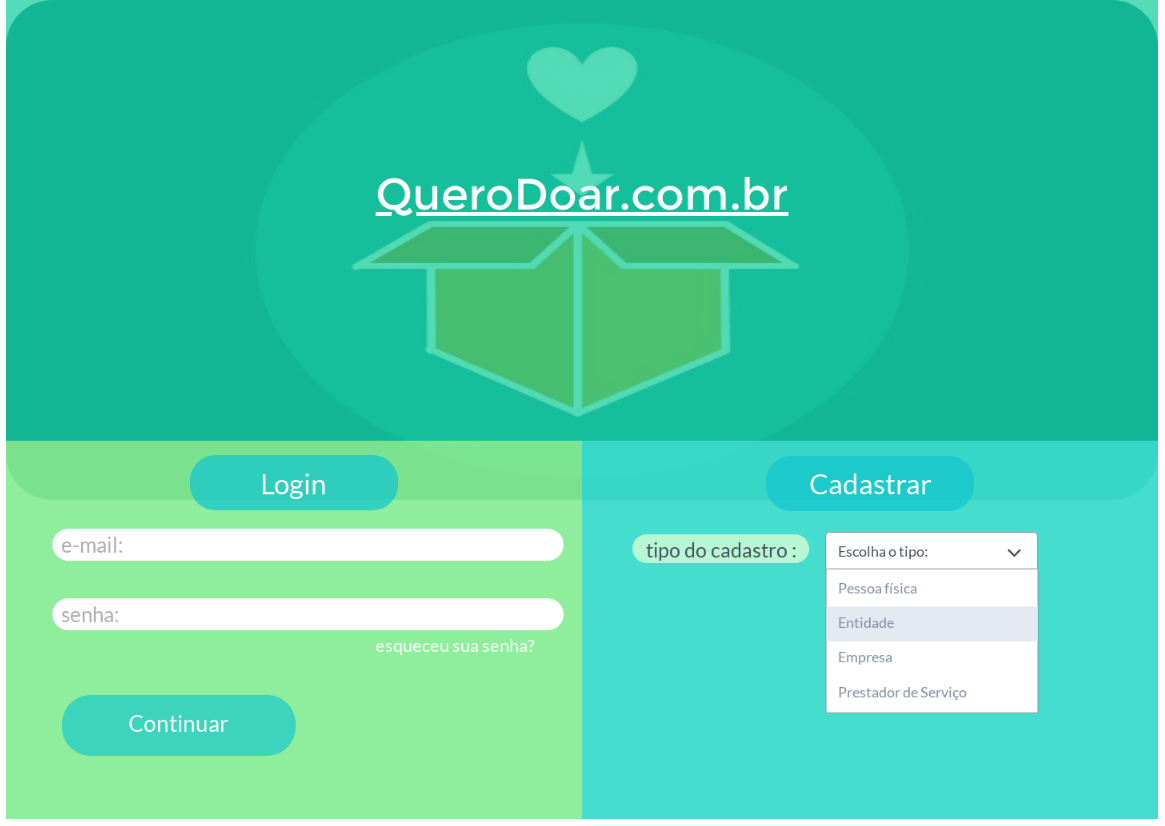 QueroDoar.com.br
Login
e-mail:
senha:
esqueceu sua senha?
Continuar
Cadastrar
tipo do cadastro :
Escolha o tipo:
Pessoa física
Entidade
Empresa
Prestador de Serviço